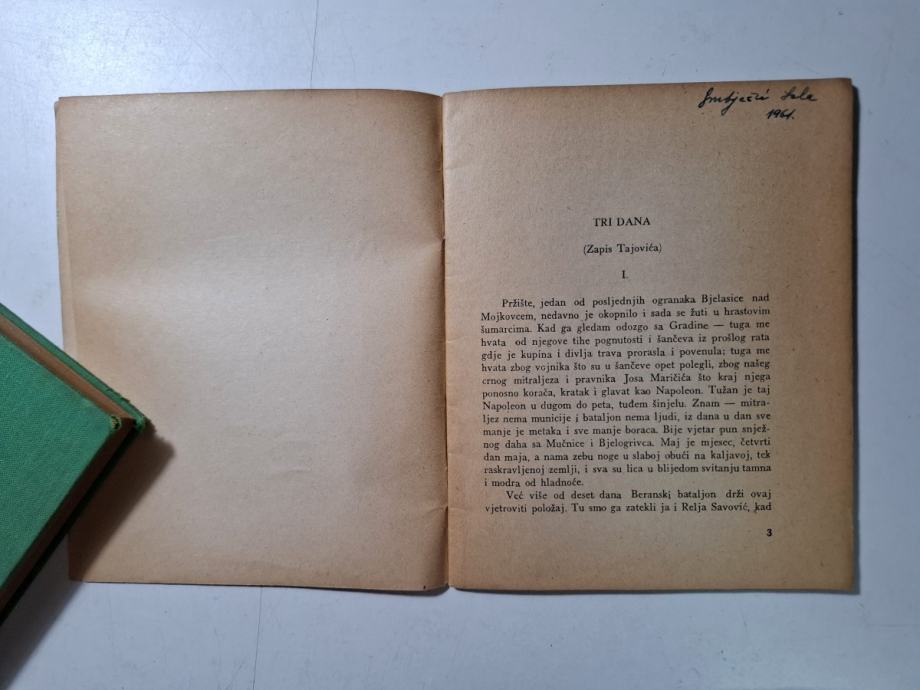 1961.
TRI DANA
(Zapis Tajovića)
I.
Pržište, jedan od posljednjih ogranaka Bjelasice nad
Mojkovcem, nedavno je okopnilo i sada se žuti u hrastovim
šumarcima. Kad ga gledam odozgo sa Gradine — tuga me
hvata od njegove tihe pognutosti i šančeva iz prošlog rata
gdje je kupina i divlja trava prorasla i povenula; tuga me
hvata zbog vojnika što su u šančeve opet polegli, zbog našeg
crnog mitraljeza i pravnika Josa Maričića što kraj njega
ponosno korača, kratak i glavat kao Napoleon. Tužan je taj
Napoleon u dugom do peta, tuđem šinjelu. Znam — mitra-
ljez nema municije i bataljon nema ljudi, iz dana u dan sve
manje je metaka i sve manje boraca. Bije vjetar pun snjež-
nog daha sa Mučnice i Bjelogrivca. Maj je mjesec, četvrti
dan maja, a nama zebu noge u slaboj obući na kaljavoj, tek
raskravljenoj zemlji, i sva su lica u blijedom svitanju tamna
i modra od hladnoće.
Već više od deset dana Beranski bataljon drži ovaj
vjetroviti položaj. Tu smo ga zatekli ja i Relja Savović, kad
3